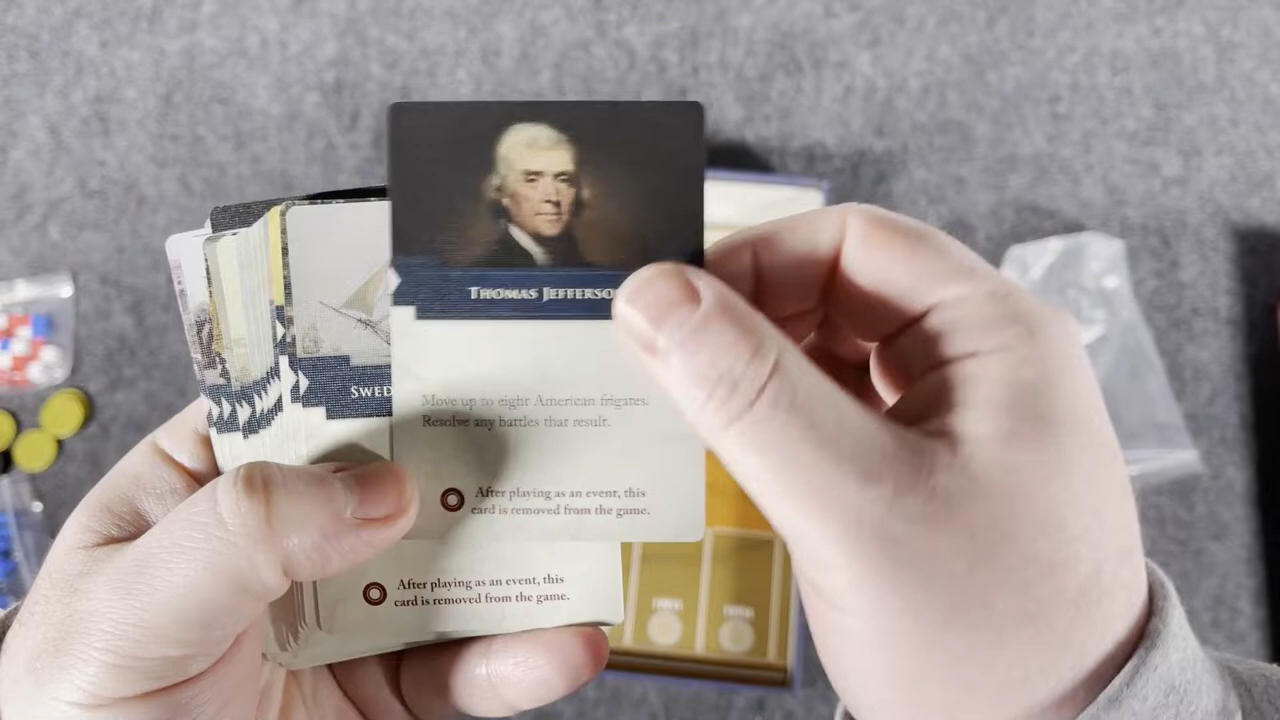 THOMAS JEFFERSO
Move up to eight American frigates.
Resolve any battles that result.
After playing as an event, this
card is removed from the game.
SWED
After playing as an event, this
card is removed from the game.